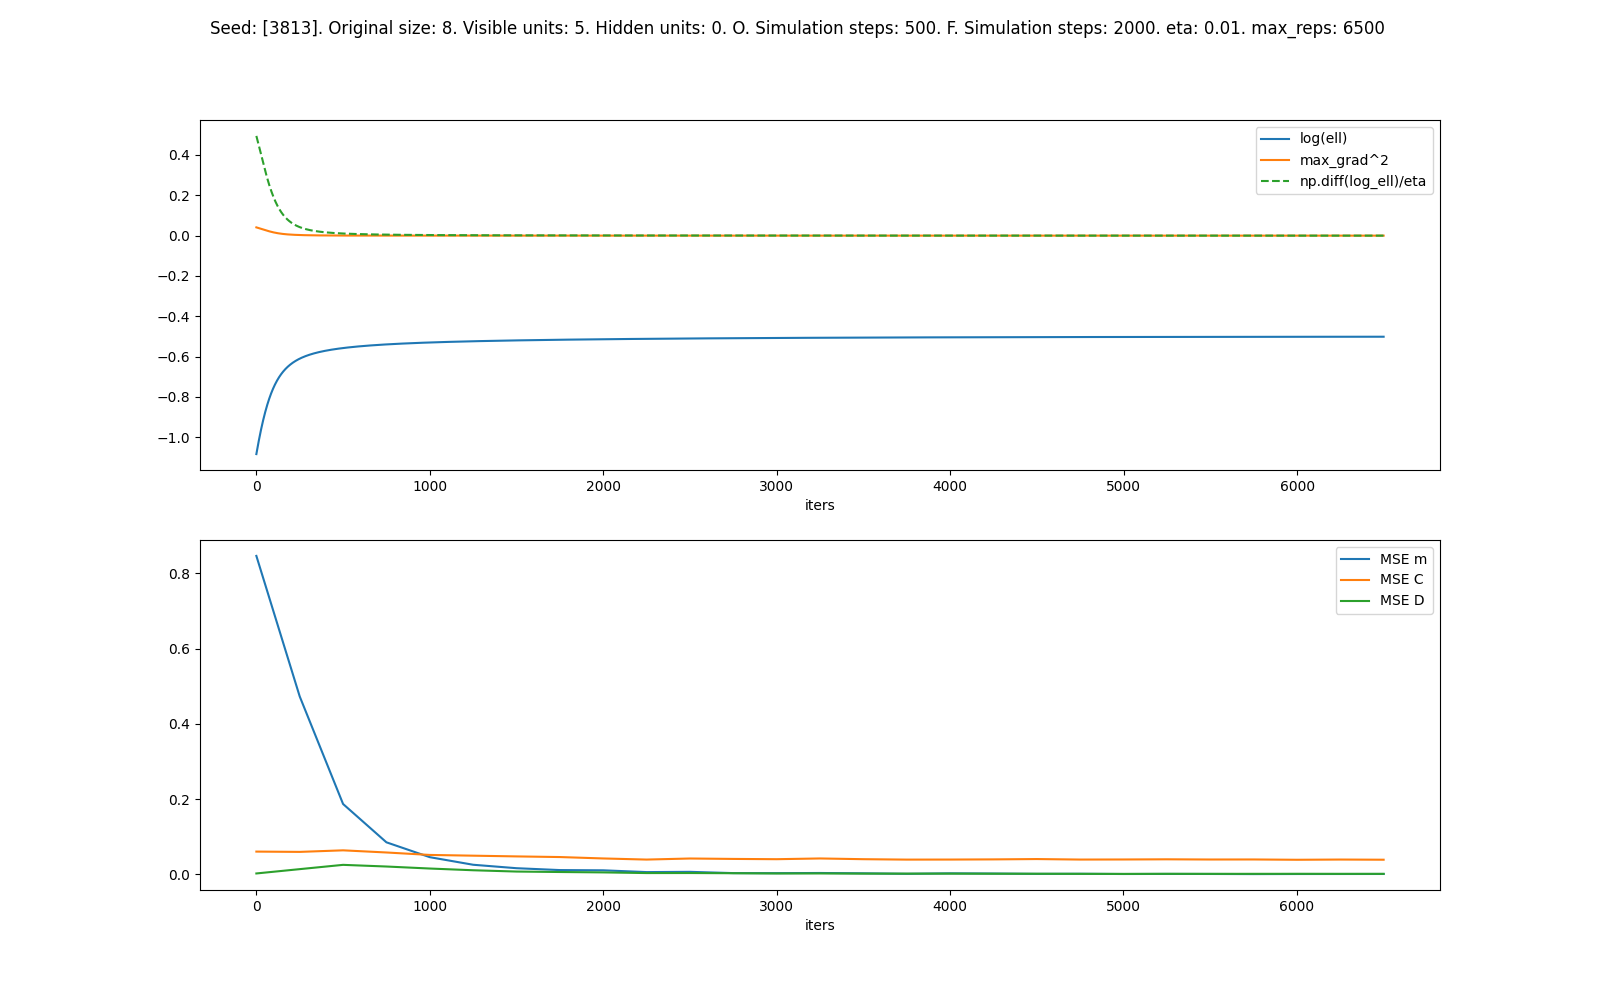 Seed: [3813]. Original size: 8. Visible units: 5. Hidden units: 0. O. Simulation steps: 500. F. Simulation steps: 2000. eta: 0.01. max_reps: 6500
log(ell)
max_grad^2
np.diff(log_ell)/eta
0.4
0.2
0.0
−0.2
−0.4
−0.6
−0.8
−1.0
0 1000 2000 3000 4000 5000 6000
iters
MSE m
MSE C
MSE D
0.8
0.6
0.4
0.2
0.0
0 1000 2000 3000 4000 5000 6000
iters